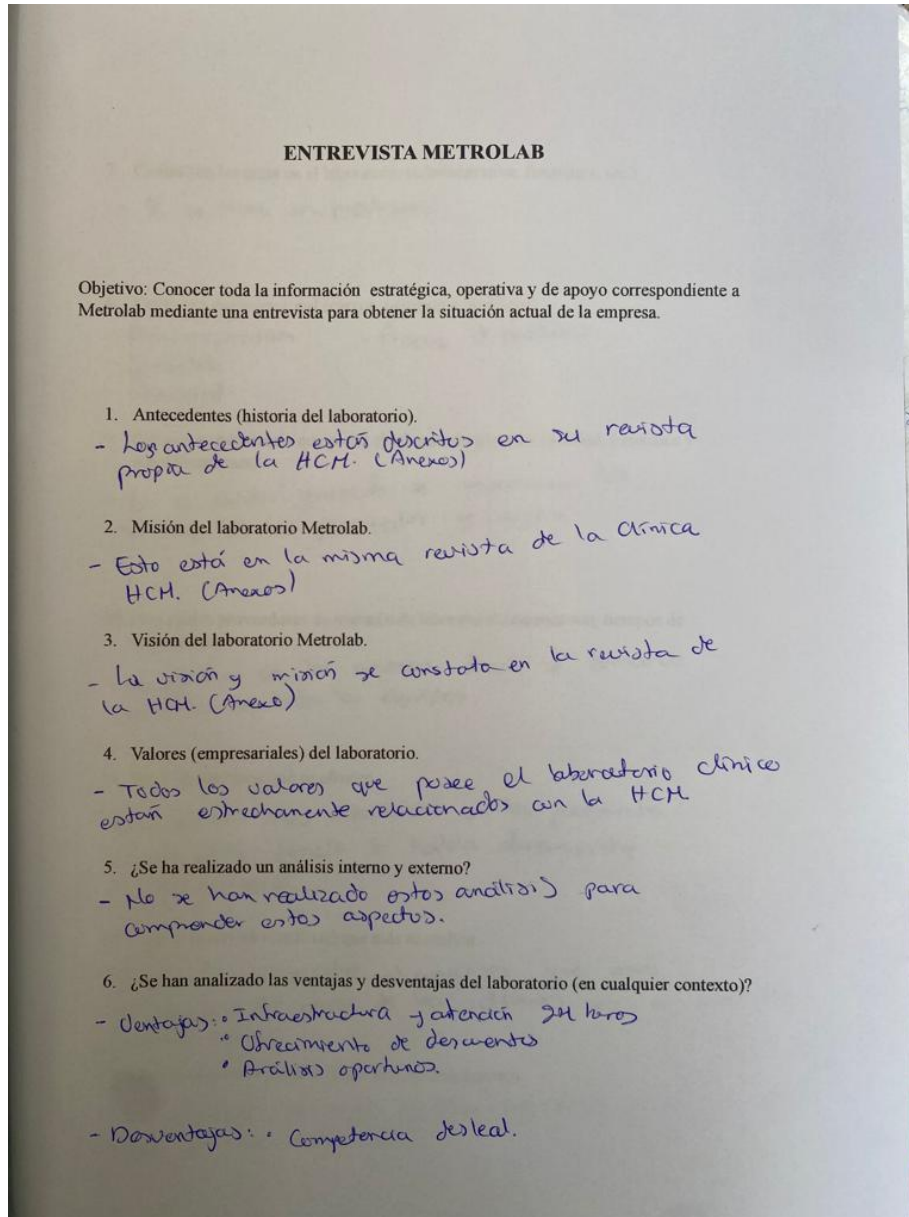 ENTREVISTA METROLAB
Objetivo: Conocer toda la información estratégica, operativa y de apoyo correspondiente a
Metrolab mediante una entrevista para obtener la situación actual de la empresa.
1. Antecedentes (historia del laboratorio).
- Los antecedentes están descritos en su revista
propia de la HCM. (Anexos)
2. Misión del laboratorio Metrolab.
- Esto está en la misma revista de la Clínica
HCM. (Anexos)
3. Visión del laboratorio Metrolab.
- La visión y misión se constata en la revista de
la HCM. (Anexo)
4. Valores (empresariales) del laboratorio.
- Todos los valores que posee el laboratorio clínico
están estrechamente relacionados con la HCM
5. ¿Se ha realizado un análisis interno y externo?
- No se han realizado estos análisis para
comprender estos aspectos.
6. ¿Se han analizado las ventajas y desventajas del laboratorio (en cualquier contexto)?
- Ventajas: • Infraestructura y atención 24 horas
• Ofrecimiento de descuentos
• Análisis oportunos.
- Desventajas: • Competencia desleal.